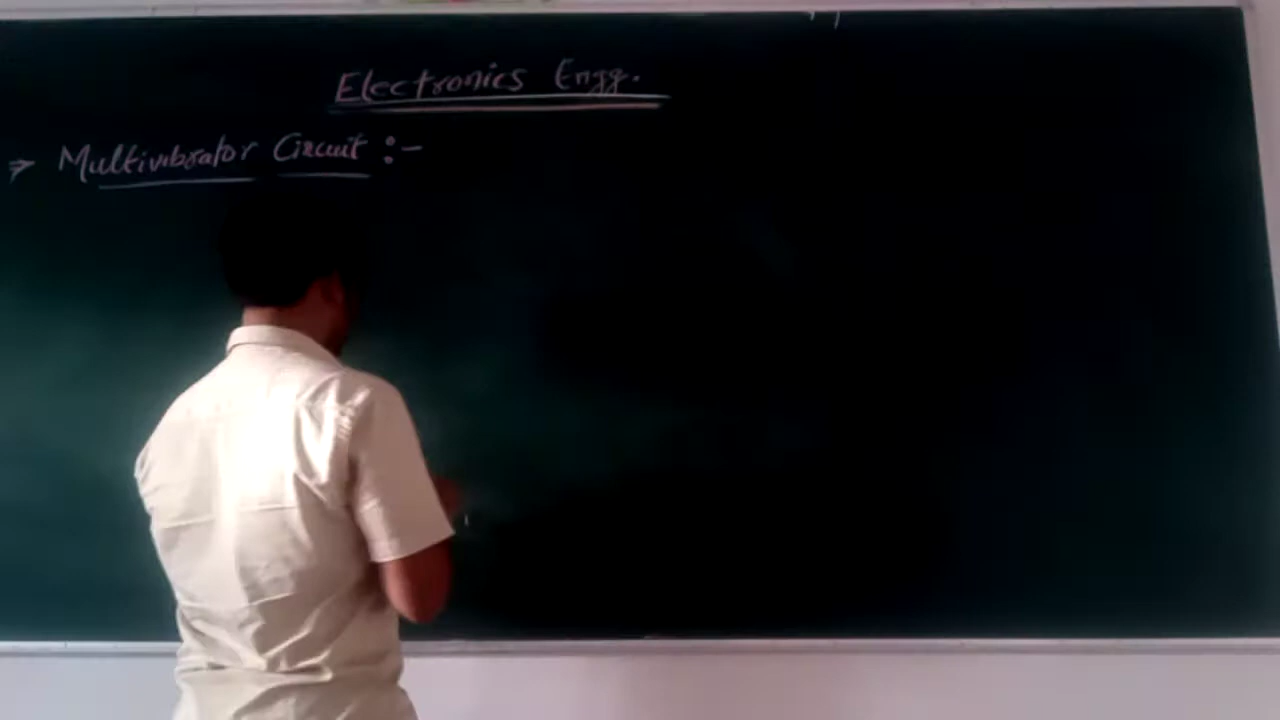 Electronics Engg.
⇒ Multivibrator Circuit :-